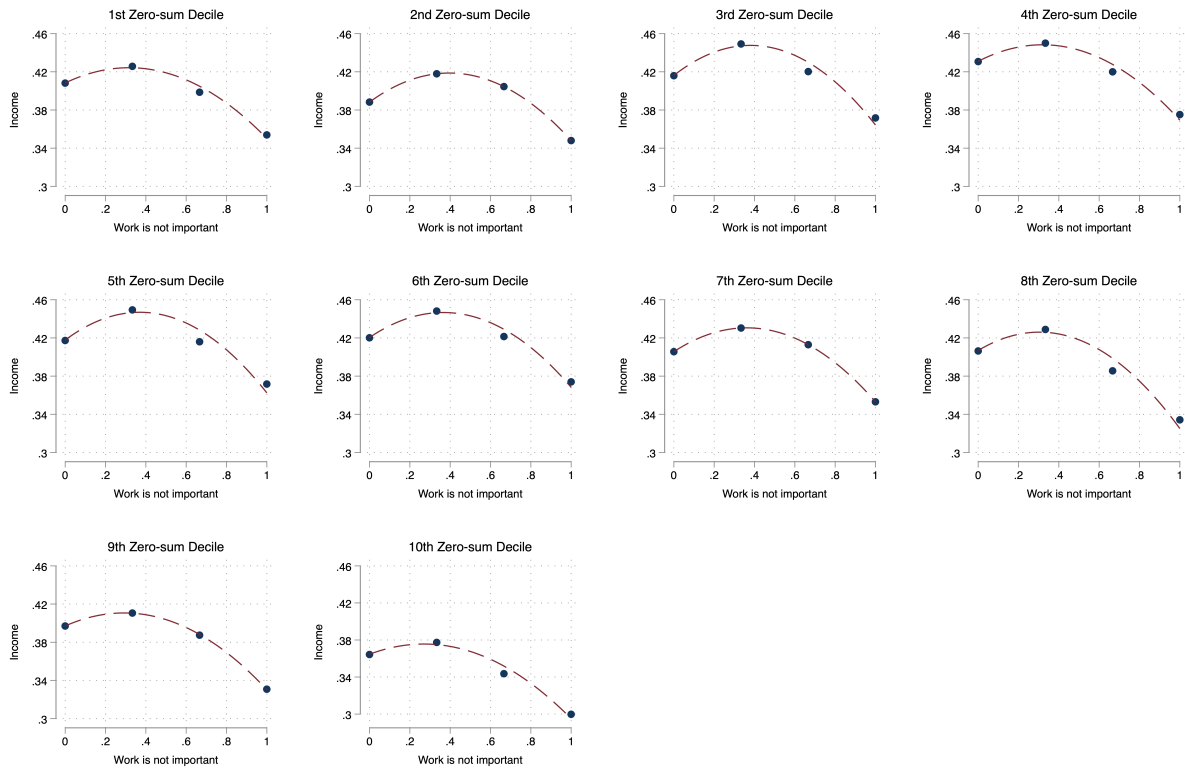 1st Zero-sum Decile
.46
.42
.38
.34
.3
Income
0 .2 .4 .6 .8 1
Work is not important
2nd Zero-sum Decile
.46
.42
.38
.34
.3
Income
0 .2 .4 .6 .8 1
Work is not important
3rd Zero-sum Decile
.46
.42
.38
.34
.3
Income
0 .2 .4 .6 .8 1
Work is not important
4th Zero-sum Decile
.46
.42
.38
.34
.3
Income
0 .2 .4 .6 .8 1
Work is not important
5th Zero-sum Decile
.46
.42
.38
.34
.3
Income
0 .2 .4 .6 .8 1
Work is not important
6th Zero-sum Decile
.46
.42
.38
.34
.3
Income
0 .2 .4 .6 .8 1
Work is not important
7th Zero-sum Decile
.46
.42
.38
.34
.3
Income
0 .2 .4 .6 .8 1
Work is not important
8th Zero-sum Decile
.46
.42
.38
.34
.3
Income
0 .2 .4 .6 .8 1
Work is not important
9th Zero-sum Decile
.46
.42
.38
.34
.3
Income
0 .2 .4 .6 .8 1
Work is not important
10th Zero-sum Decile
.46
.42
.38
.34
.3
Income
0 .2 .4 .6 .8 1
Work is not important